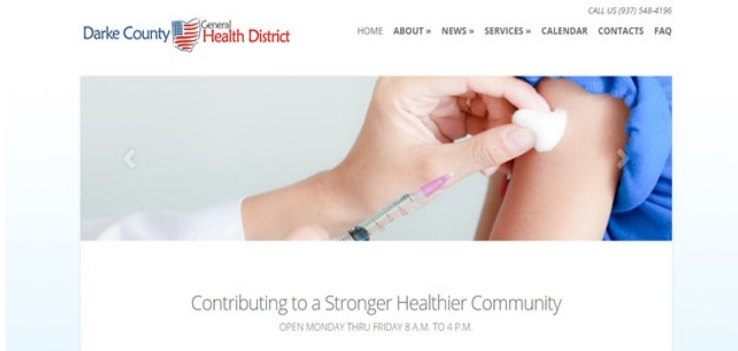 CALL US (937) 548-4196
Darke County General Health District
HOME ABOUT » NEWS » SERVICES » CALENDAR CONTACTS FAQ
Contributing to a Stronger Healthier Community
OPEN MONDAY THRU FRIDAY 8 A.M. TO 4 P.M.